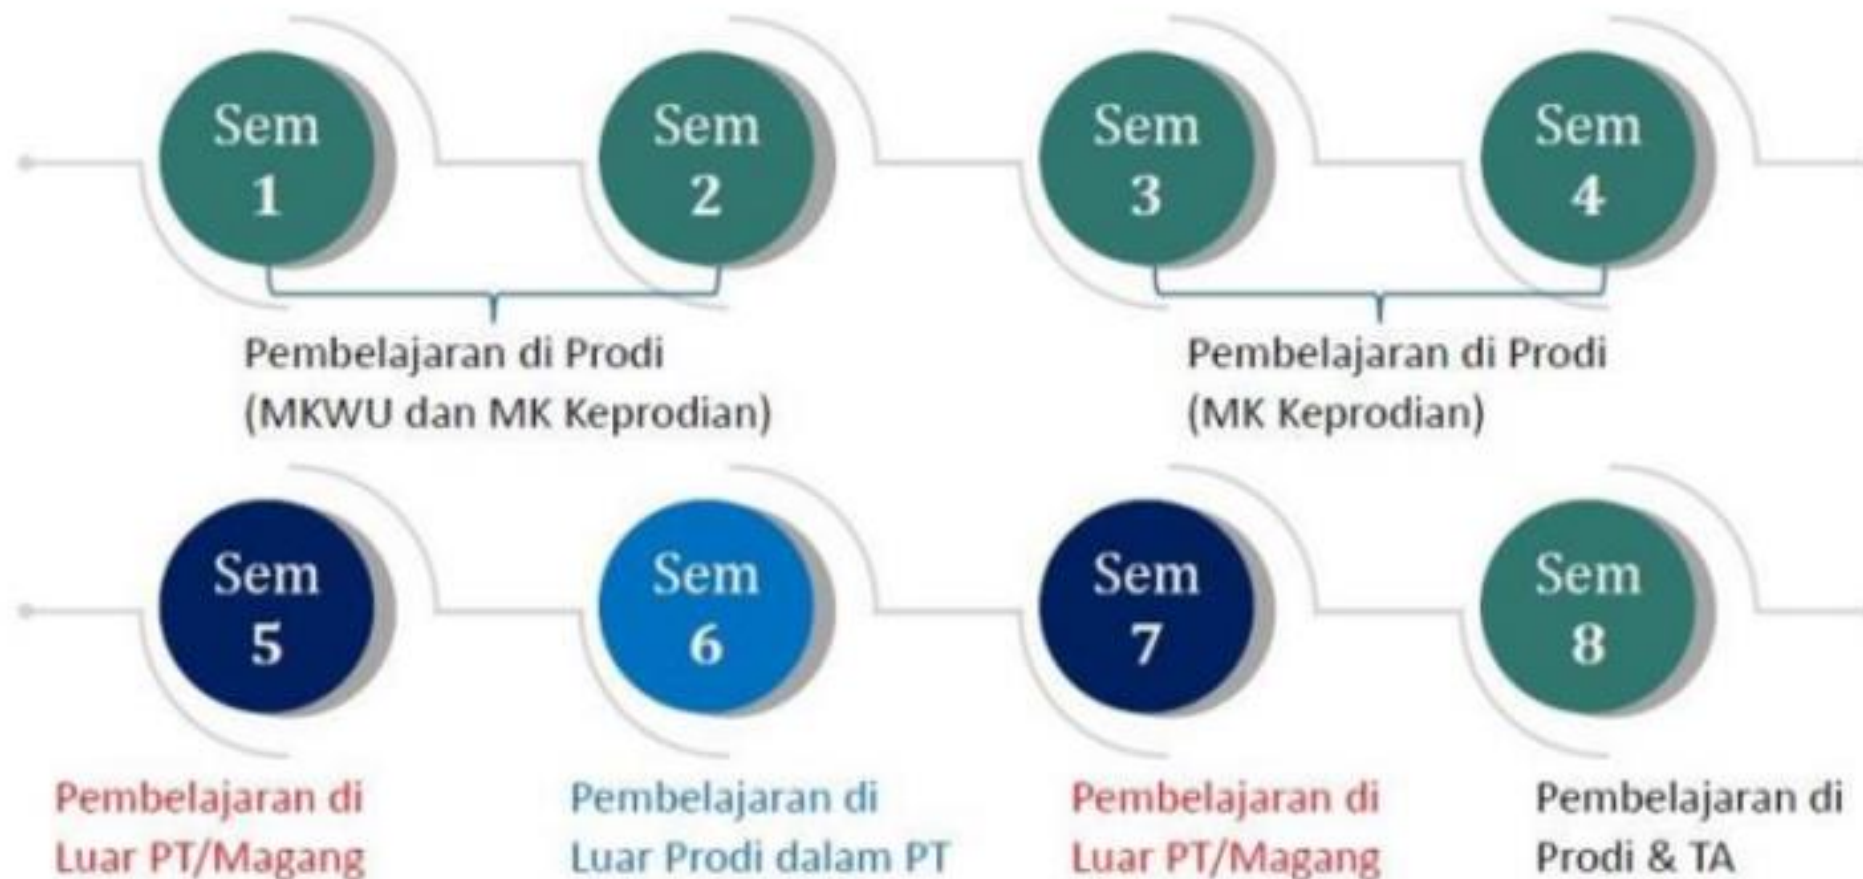 Sem
1
Sem
2
Sem
3
Sem
4
Pembelajaran di Prodi
(MKWU dan MK Keprodian)
Pembelajaran di Prodi
(MK Keprodian)
Sem
5
Sem
6
Sem
7
Sem
8
Pembelajaran di
Luar PT/Magang
Pembelajaran di
Luar Prodi dalam PT
Pembelajaran di
Luar PT/Magang
Pembelajaran di
Prodi & TA